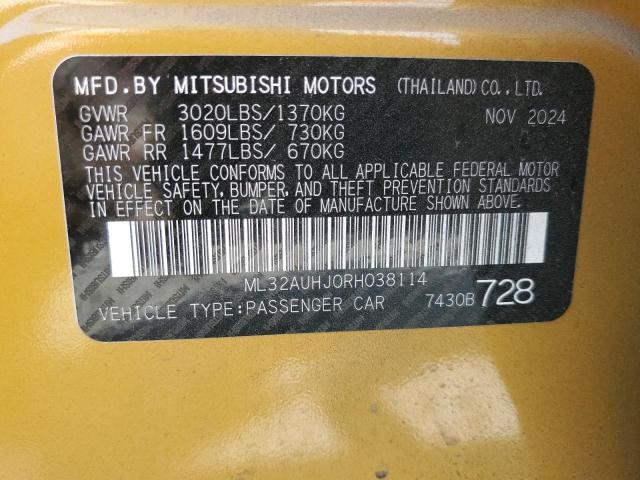 MFD.BY MITSUBISHI MOTORS (THAILAND)CO.,LTD.
GVWR 3020LBS/1370KG NOV 2024
GAWR FR 1609LBS/ 730KG
GAWR RR 1477LBS/ 670KG
THIS VEHICLE CONFORMS TO ALL APPLICABLE FEDERAL MOTOR
VEHICLE SAFETY, BUMPER, AND THEFT PREVENTION STANDARDS
IN EFFECT ON THE DATE OF MANUFACTURE SHOWN ABOVE.
ML32AUHJ0RH038114
VEHICLE TYPE:PASSENGER CAR 7430B 728